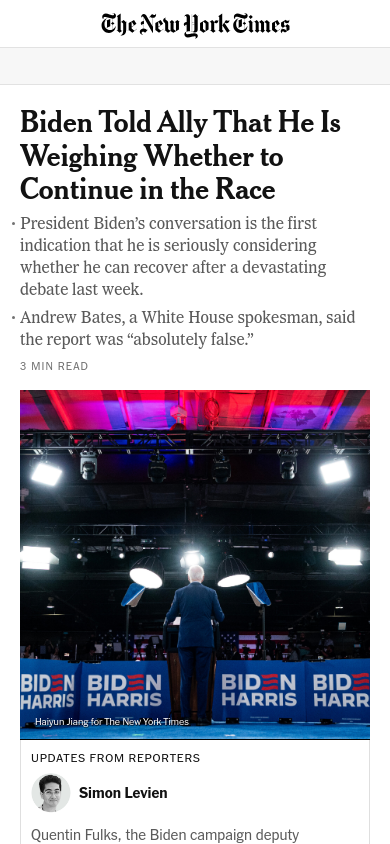 The New York Times
Biden Told Ally That He Is
Weighing Whether to
Continue in the Race
• President Biden’s conversation is the first
indication that he is seriously considering
whether he can recover after a devastating
debate last week.
• Andrew Bates, a White House spokesman, said
the report was “absolutely false.”
3 MIN READ
BIDEN
HARRIS
BIDEN
HARRIS
BIDEN
HARRIS
BID
HARR
Haiyun Jiang for The New York Times
UPDATES FROM REPORTERS
Simon Levien
Quentin Fulks, the Biden campaign deputy